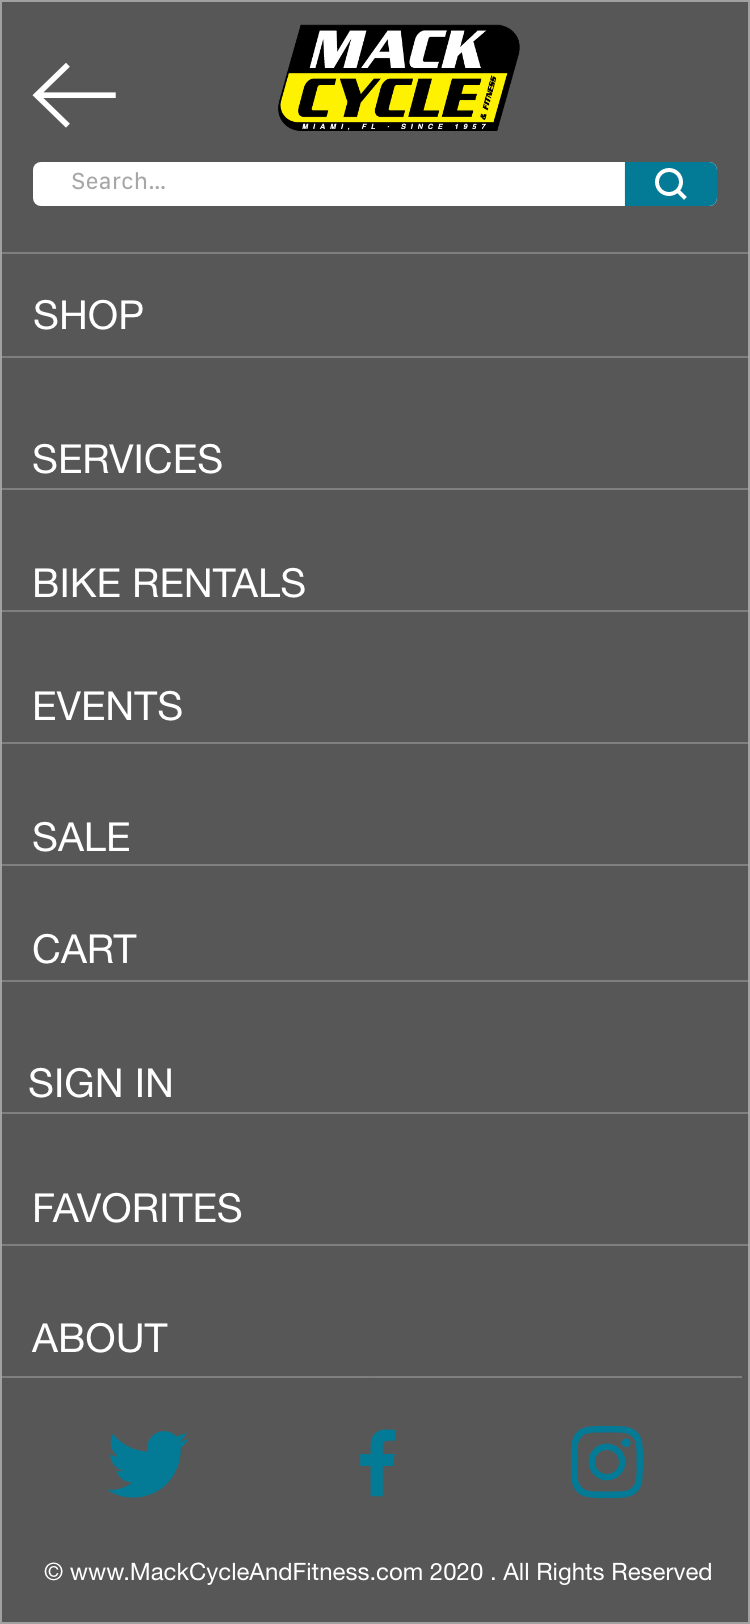 MACK
CYCLE & FITNESS
MIAMI, FL · SINCE 1957
Search...
SHOP
SERVICES
BIKE RENTALS
EVENTS
SALE
CART
SIGN IN
FAVORITES
ABOUT
© www.MackCycleAndFitness.com 2020 . All Rights Reserved